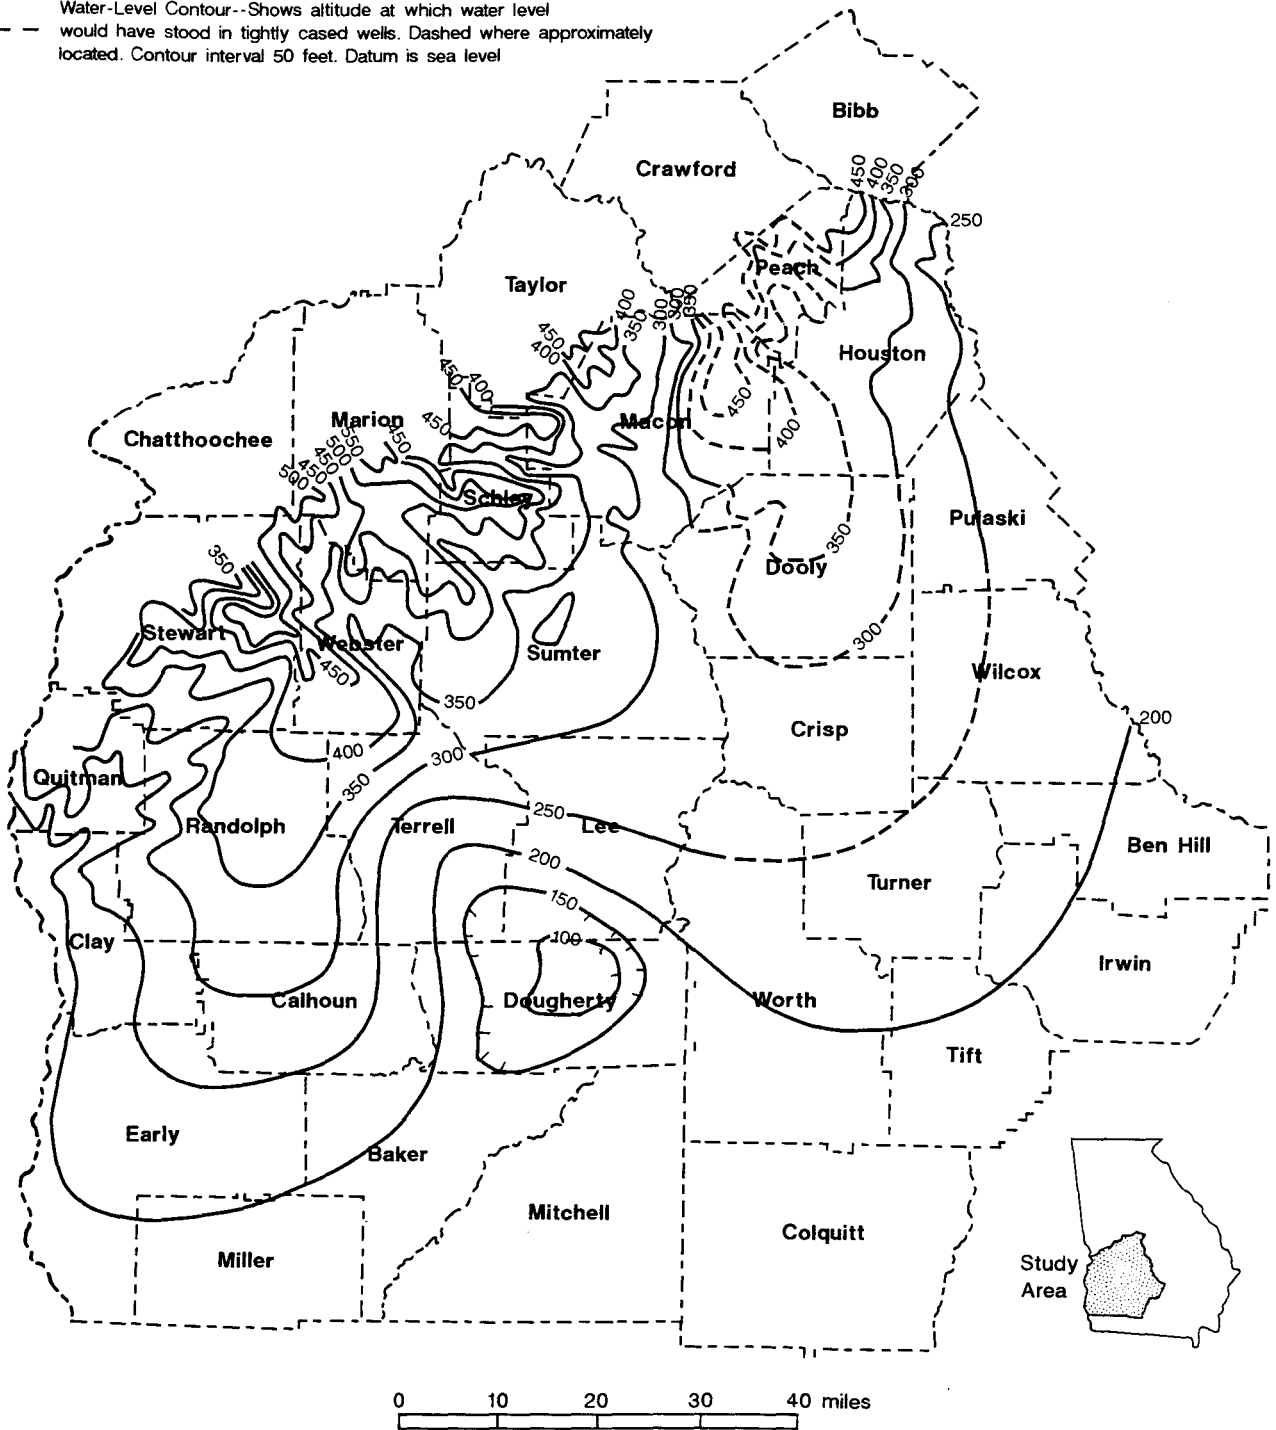 Water-Level Contour--Shows altitude at which water level
would have stood in tightly cased wells. Dashed where approximately
located. Contour interval 50 feet. Datum is sea level
Bibb
Crawford
450
400
350
300
250
Peach
Taylor
400
350
300
300
350
450
400
Houston
450
400
450
400
Marion
450
Macon
450
400
Chatthoochee
550
500
450
450
500
Schley
Pulaski
350
350
Dooly
Stewart
Webster
450
Sumter
300
Wilcox
350
Crisp
200
400
300
Quitman
350
Randolph
Terrell
250
Lee
200
Ben Hill
Turner
150
Clay
100
Irwin
Calhoun
Dougherty
Worth
Tift
Early
Baker
Mitchell
Colquitt
Miller
Study
Area
0 10 20 30 40 miles